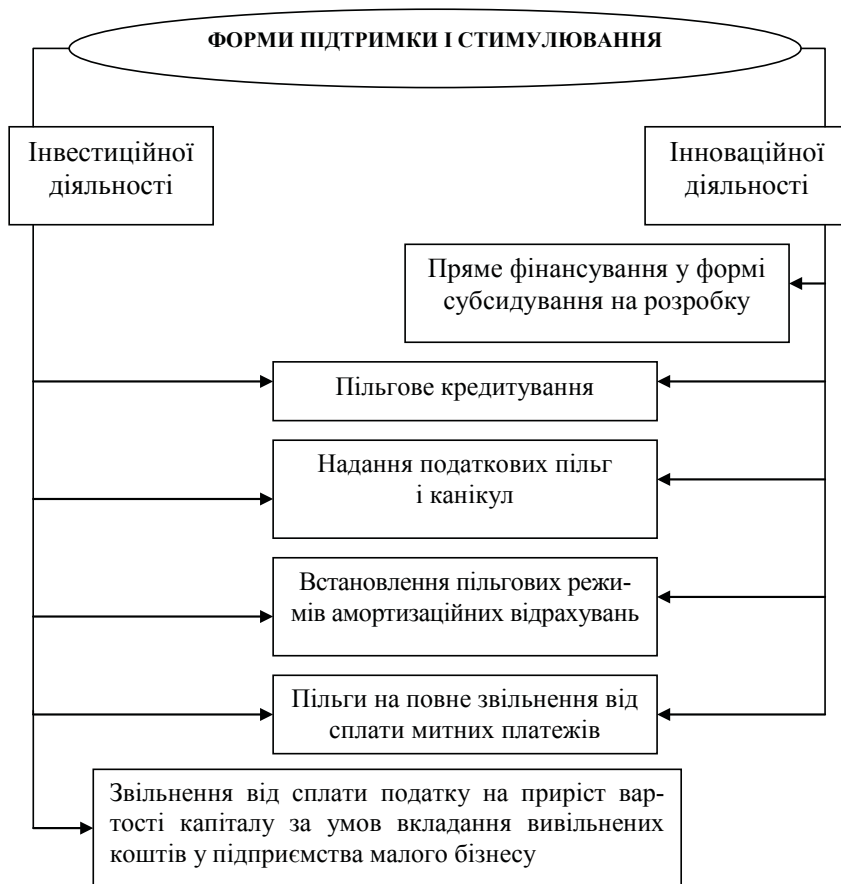 ФОРМИ ПІДТРИМКИ І СТИМУЛЮВАННЯ
Інвестиційної
діяльності
Інноваційної
діяльності
Пряме фінансування у формі
субсидування на розробку
Пільгове кредитування
Надання податкових пільг
і канікул
Встановлення пільгових режи-
мів амортизаційних відрахувань
Пільги на повне звільнення від
сплати митних платежів
Звільнення від сплати податку на приріст вар-
тості капіталу за умов вкладання вивільнених
коштів у підприємства малого бізнесу